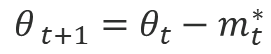 θ_{t+1} = θ_t − m_t^*